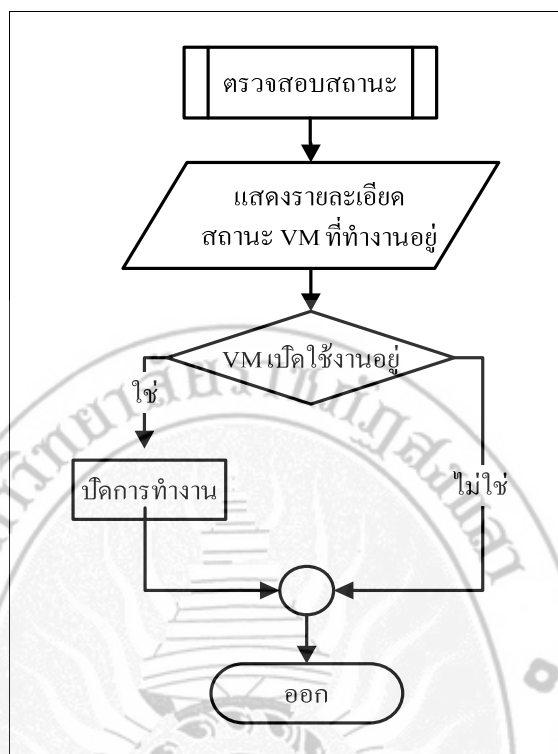 ตรวจสอบสถานะ
แสดงรายละเอียด
สถานะ VM ที่ทำงานอยู่
VM เปิดใช้งานอยู่
ใช่
ปิดการทำงาน
ไม่ใช่
ออก